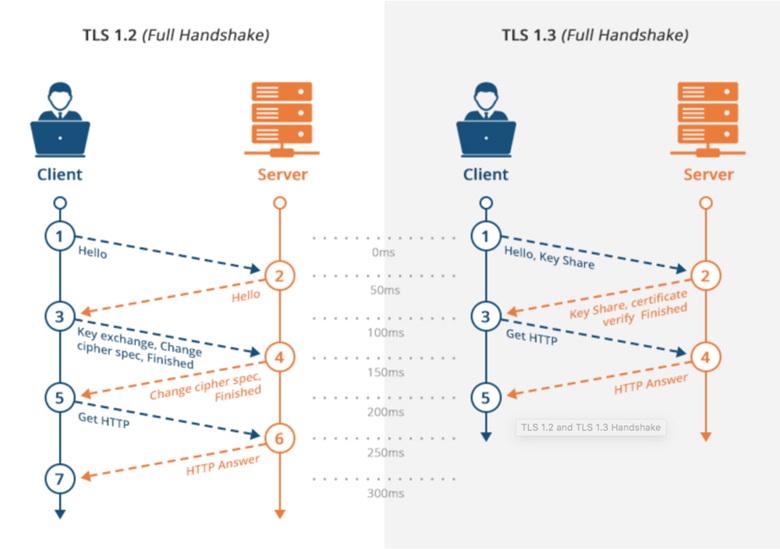 TLS 1.2 (Full Handshake)
Client
Server
1
Hello
2
Hello
3
Key exchange, Change
cipher spec, Finished
4
Change cipher spec,
Finished
5
Get HTTP
6
HTTP Answer
7
0ms
50ms
100ms
150ms
200ms
250ms
300ms
TLS 1.3 (Full Handshake)
Client
Server
1
Hello, Key Share
2
Key Share, certificate
verify Finished
3
Get HTTP
4
HTTP Answer
5
TLS 1.2 and TLS 1.3 Handshake